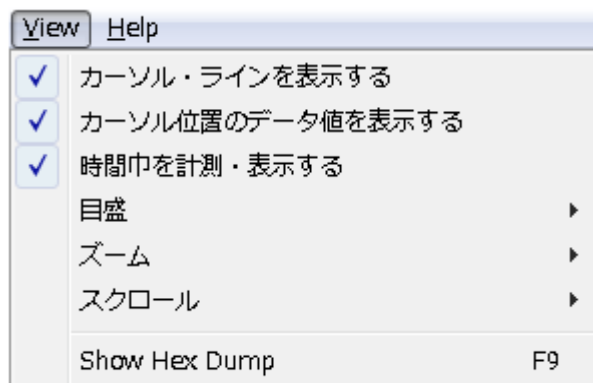 View Help
カーソル・ラインを表示する
カーソル位置のデータ値を表示する
時間巾を計測・表示する
目盛
ズーム
スクロール
Show Hex Dump F9